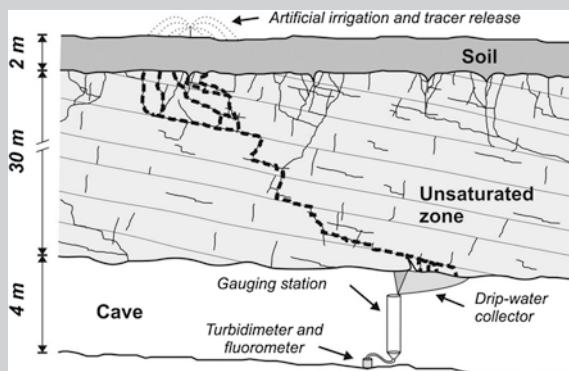 Artificial irrigation and tracer release
2 m
Soil
30 m
Unsaturated
zone
Gauging station
4 m
Cave
Drip-water
collector
Turbidimeter and
fluorometer